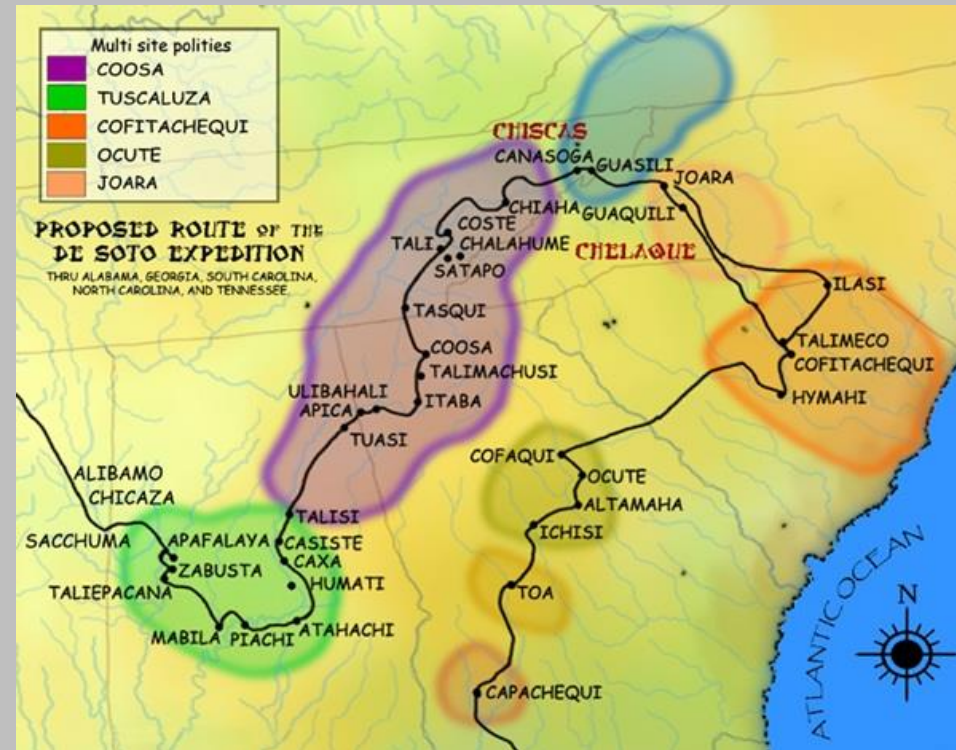 Multi site polities
COOSA
TUSCALUZA
COFITACHEQUI
OCUTE
JOARA
PROPOSED ROUTE OF THE
DE SOTO EXPEDITION
THRU ALABAMA, GEORGIA, SOUTH CAROLINA,
NORTH CAROLINA, AND TENNESSEE.
CHISCAS
CANASOGA
GUASILI
JOARA
CHIAHA
GUAQUILI
COSTE
TALI
CHALAHUME
CHELAQUE
SATAPO
ILASI
TASQUI
TALIMECO
COOSA
COFITACHEQUI
TALIMACHUSI
ULIBAHALI
ITABA
HYMAHI
APICA
TUASI
COFAQUI
ALIBAMO
OCUTE
CHICAZA
ALTAMAHA
TALISI
ICHISI
SACCHUMA
APAFALAYA
CASISTE
CAXA
ZABUSTA
HUMATI
TALIEPACANA
TOA
ATAHACHI
MABILA
PIACHI
CAPACHEQUI
ATLANTIC OCEAN
N